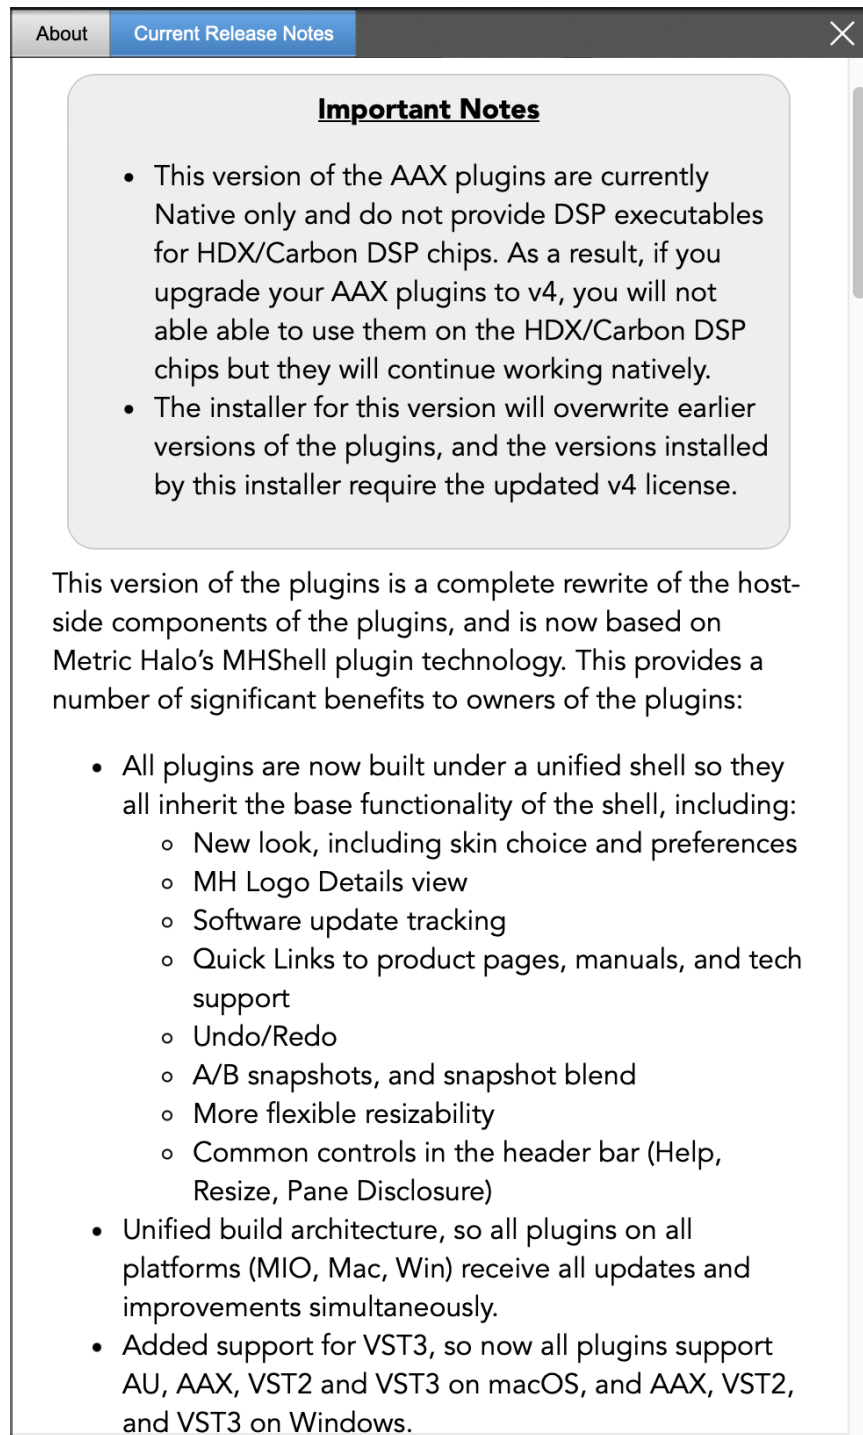 About
Current Release Notes
Important Notes
• This version of the AAX plugins are currently
Native only and do not provide DSP executables
for HDX/Carbon DSP chips. As a result, if you
upgrade your AAX plugins to v4, you will not
able able to use them on the HDX/Carbon DSP
chips but they will continue working natively.
• The installer for this version will overwrite earlier
versions of the plugins, and the versions installed
by this installer require the updated v4 license.
This version of the plugins is a complete rewrite of the host-
side components of the plugins, and is now based on
Metric Halo’s MHShell plugin technology. This provides a
number of significant benefits to owners of the plugins:
• All plugins are now built under a unified shell so they
all inherit the base functionality of the shell, including:
◦ New look, including skin choice and preferences
◦ MH Logo Details view
◦ Software update tracking
◦ Quick Links to product pages, manuals, and tech
support
◦ Undo/Redo
◦ A/B snapshots, and snapshot blend
◦ More flexible resizability
◦ Common controls in the header bar (Help,
Resize, Pane Disclosure)
• Unified build architecture, so all plugins on all
platforms (MIO, Mac, Win) receive all updates and
improvements simultaneously.
• Added support for VST3, so now all plugins support
AU, AAX, VST2 and VST3 on macOS, and AAX, VST2,
and VST3 on Windows.